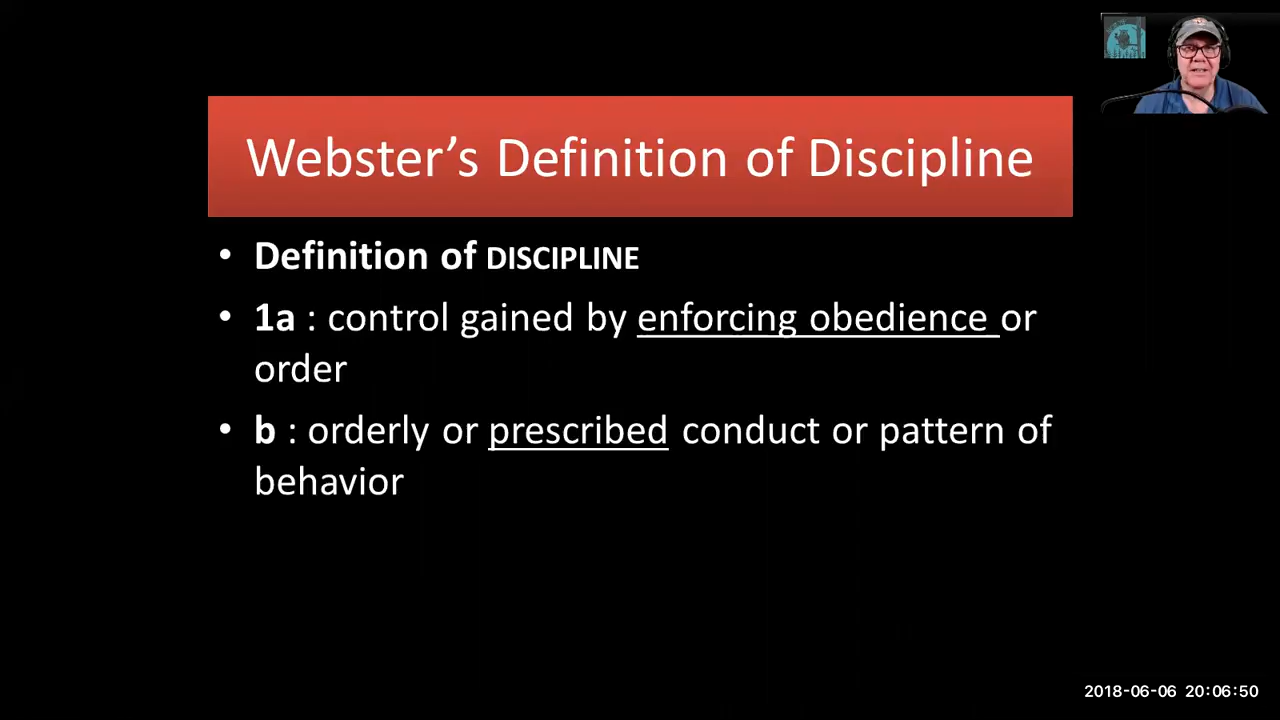 Webster’s Definition of Discipline
• Definition of DISCIPLINE
• 1a : control gained by enforcing obedience or
order
• b : orderly or prescribed conduct or pattern of
behavior
2018-06-06 20:06:50